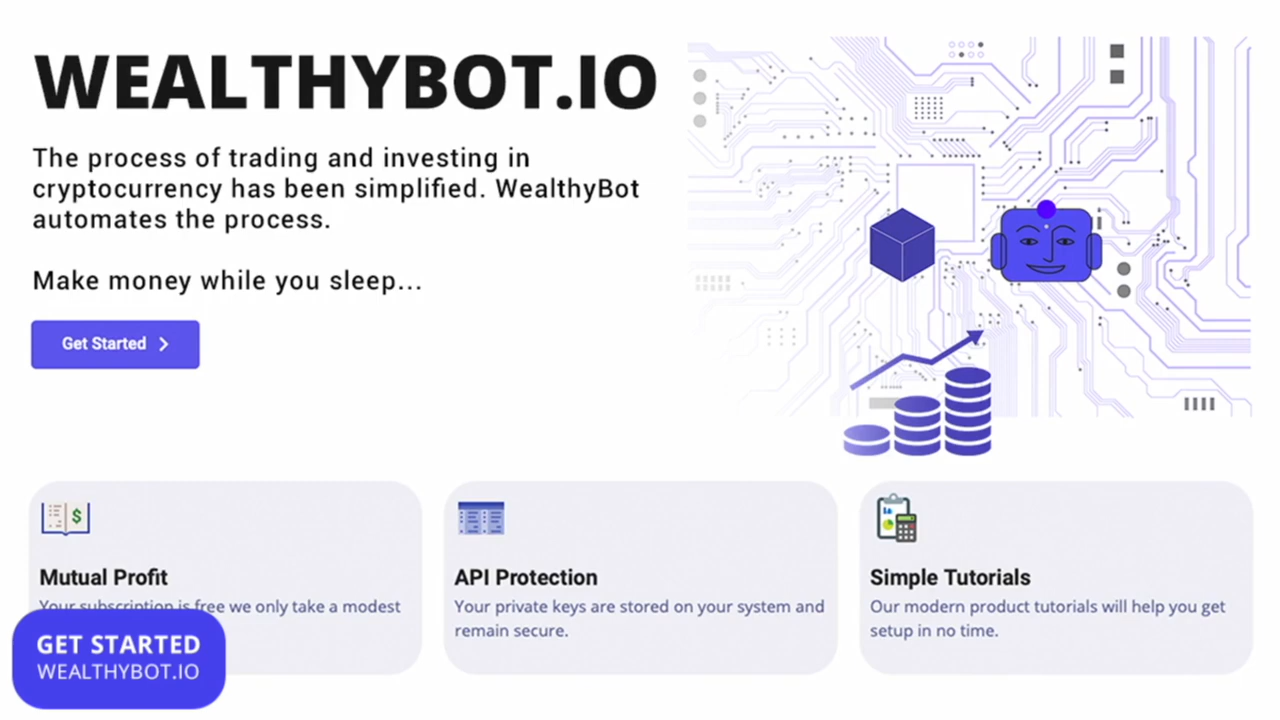 WEALTHYBOT.IO
The process of trading and investing in
cryptocurrency has been simplified. WealthyBot
automates the process.
Make money while you sleep...
Get Started
Mutual Profit
Your subscription is free we only take a modest
API Protection
Your private keys are stored on your system and
remain secure.
Simple Tutorials
Our modern product tutorials will help you get
setup in no time.
GET STARTED
WEALTHYBOT.IO